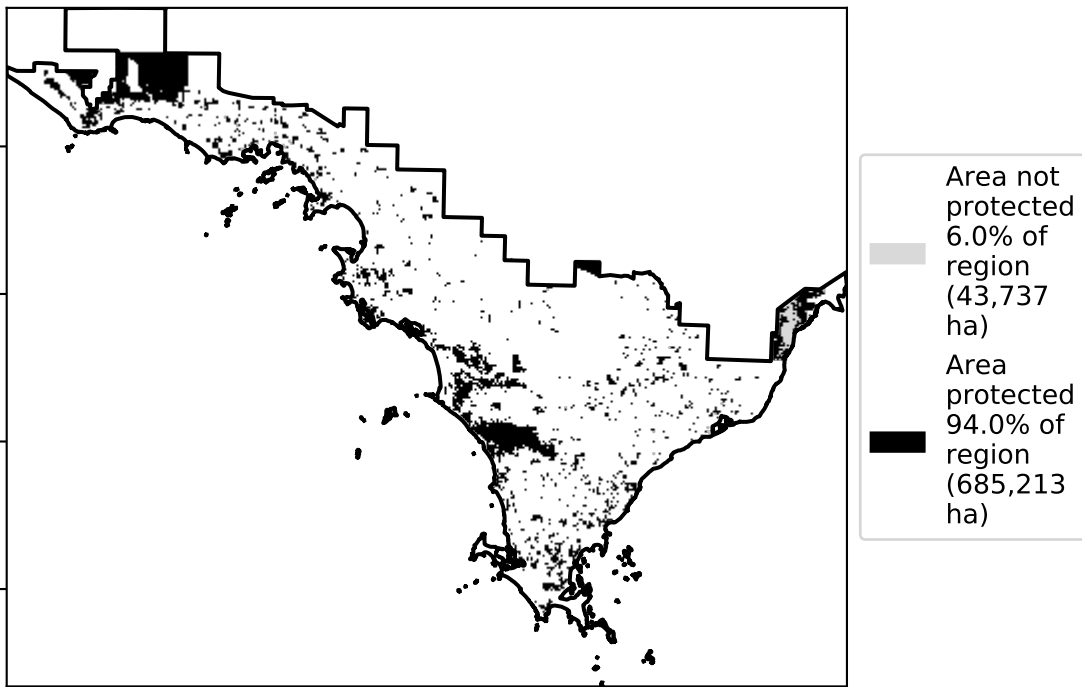 Area not
protected
6.0% of
region
(43,737
ha)
Area
protected
94.0% of
region
(685,213
ha)